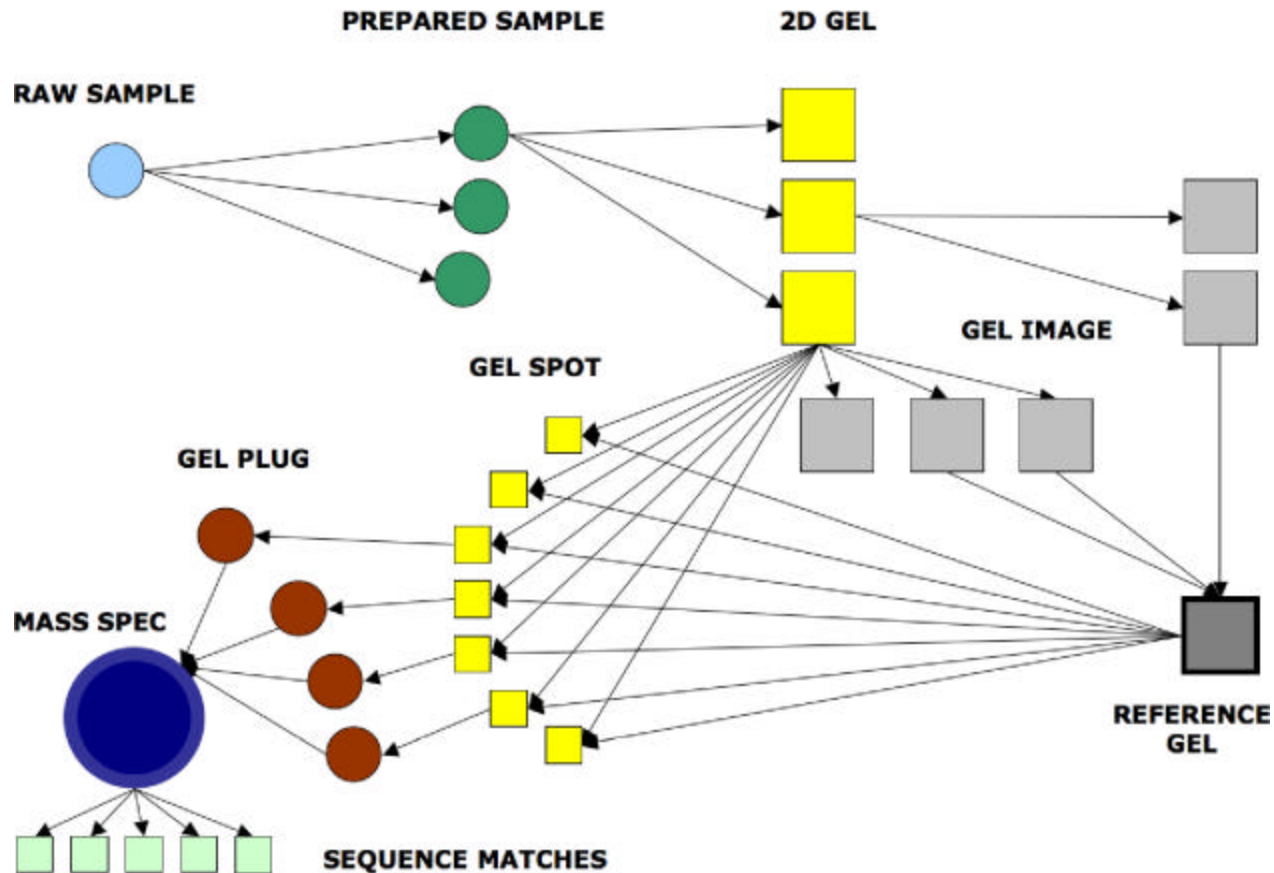 PREPARED SAMPLE
2D GEL
RAW SAMPLE
GEL IMAGE
GEL SPOT
GEL PLUG
MASS SPEC
REFERENCE
GEL
SEQUENCE MATCHES